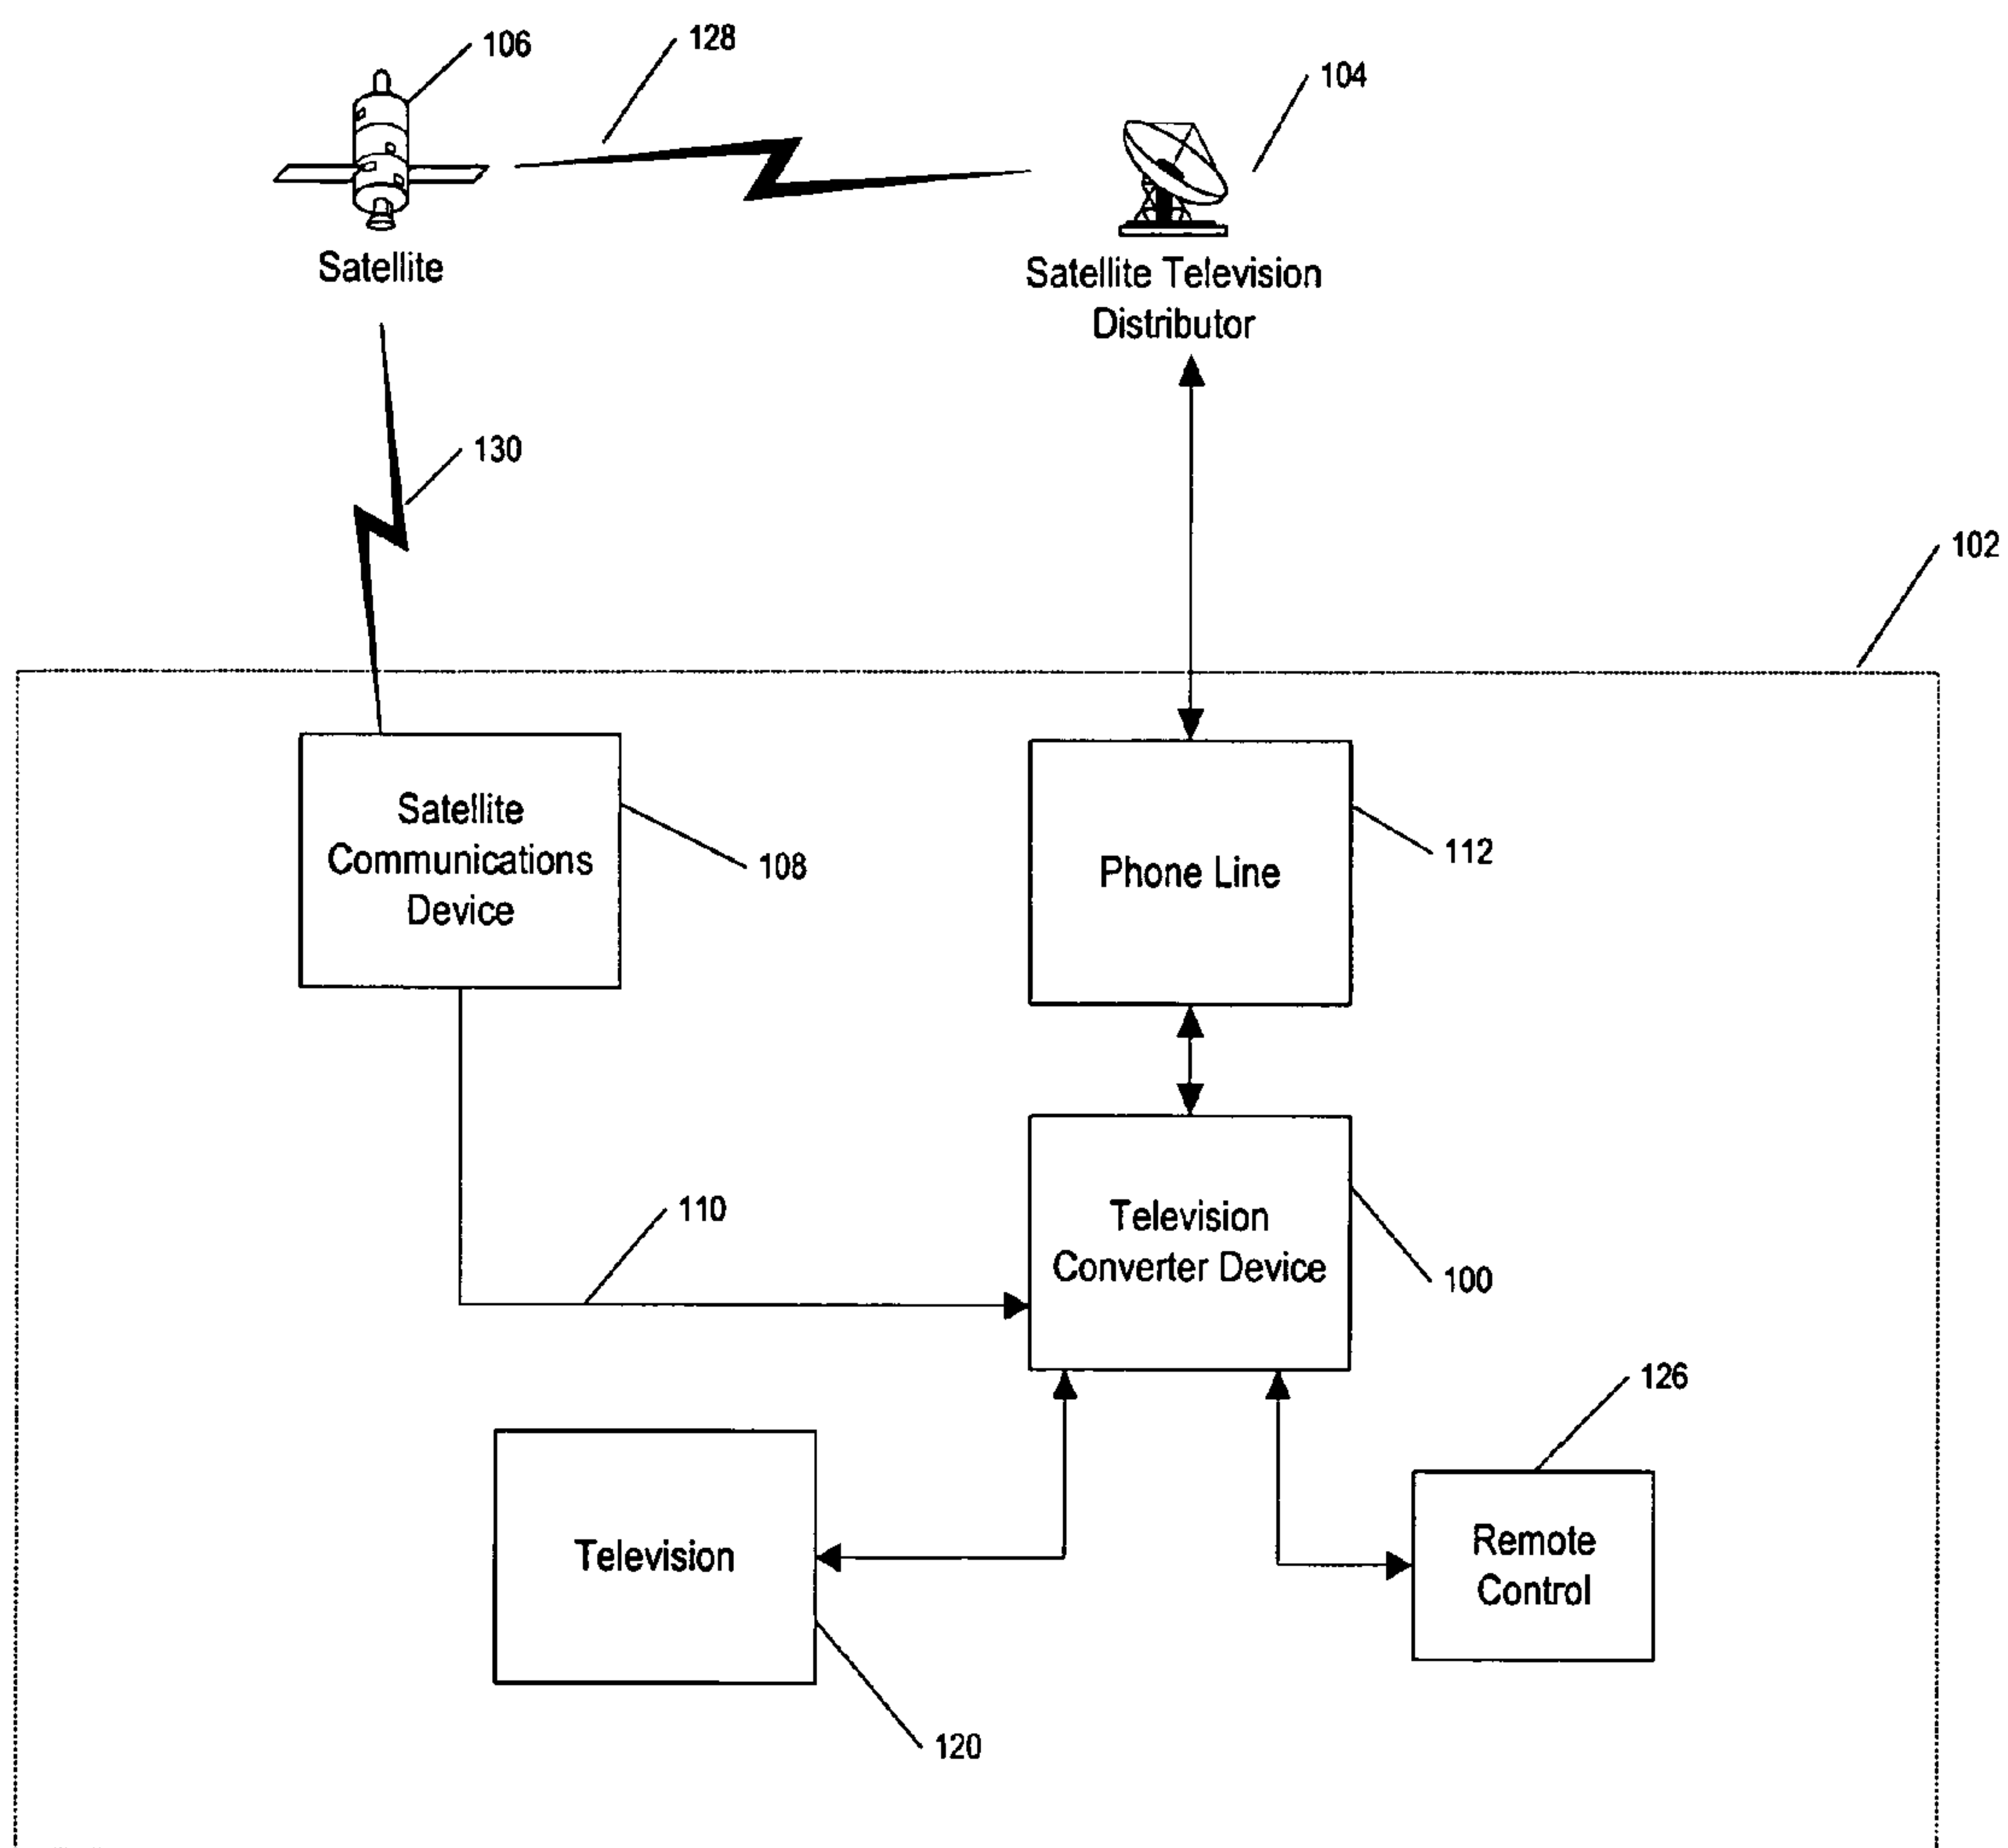 106
128
104
Satellite
Satellite Television
Distributor
130
102
Satellite
Communications
Device
108
Phone Line
112
110
Television
Converter Device
100
126
Television
Remote
Control
120